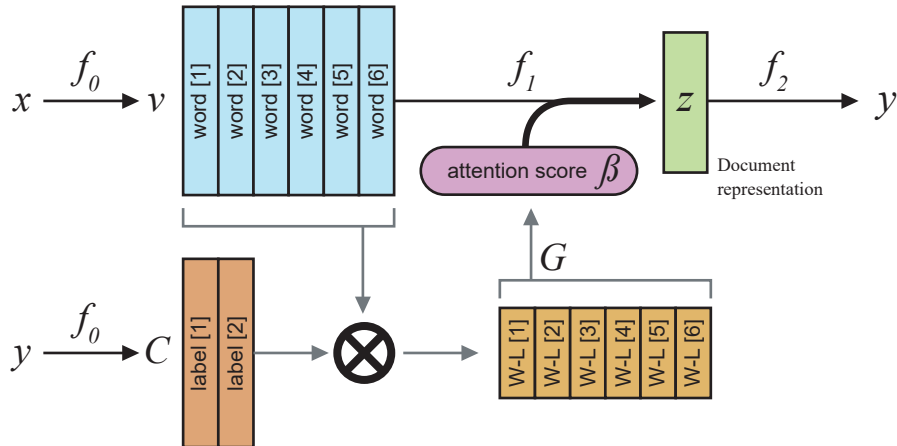 x
f₀
v
word [1]
word [2]
word [3]
word [4]
word [5]
word [6]
f₁
z
f₂
y
attention score β
Document
representation
G
y
f₀
C
label [1]
label [2]
W-L [1]
W-L [2]
W-L [3]
W-L [4]
W-L [5]
W-L [6]